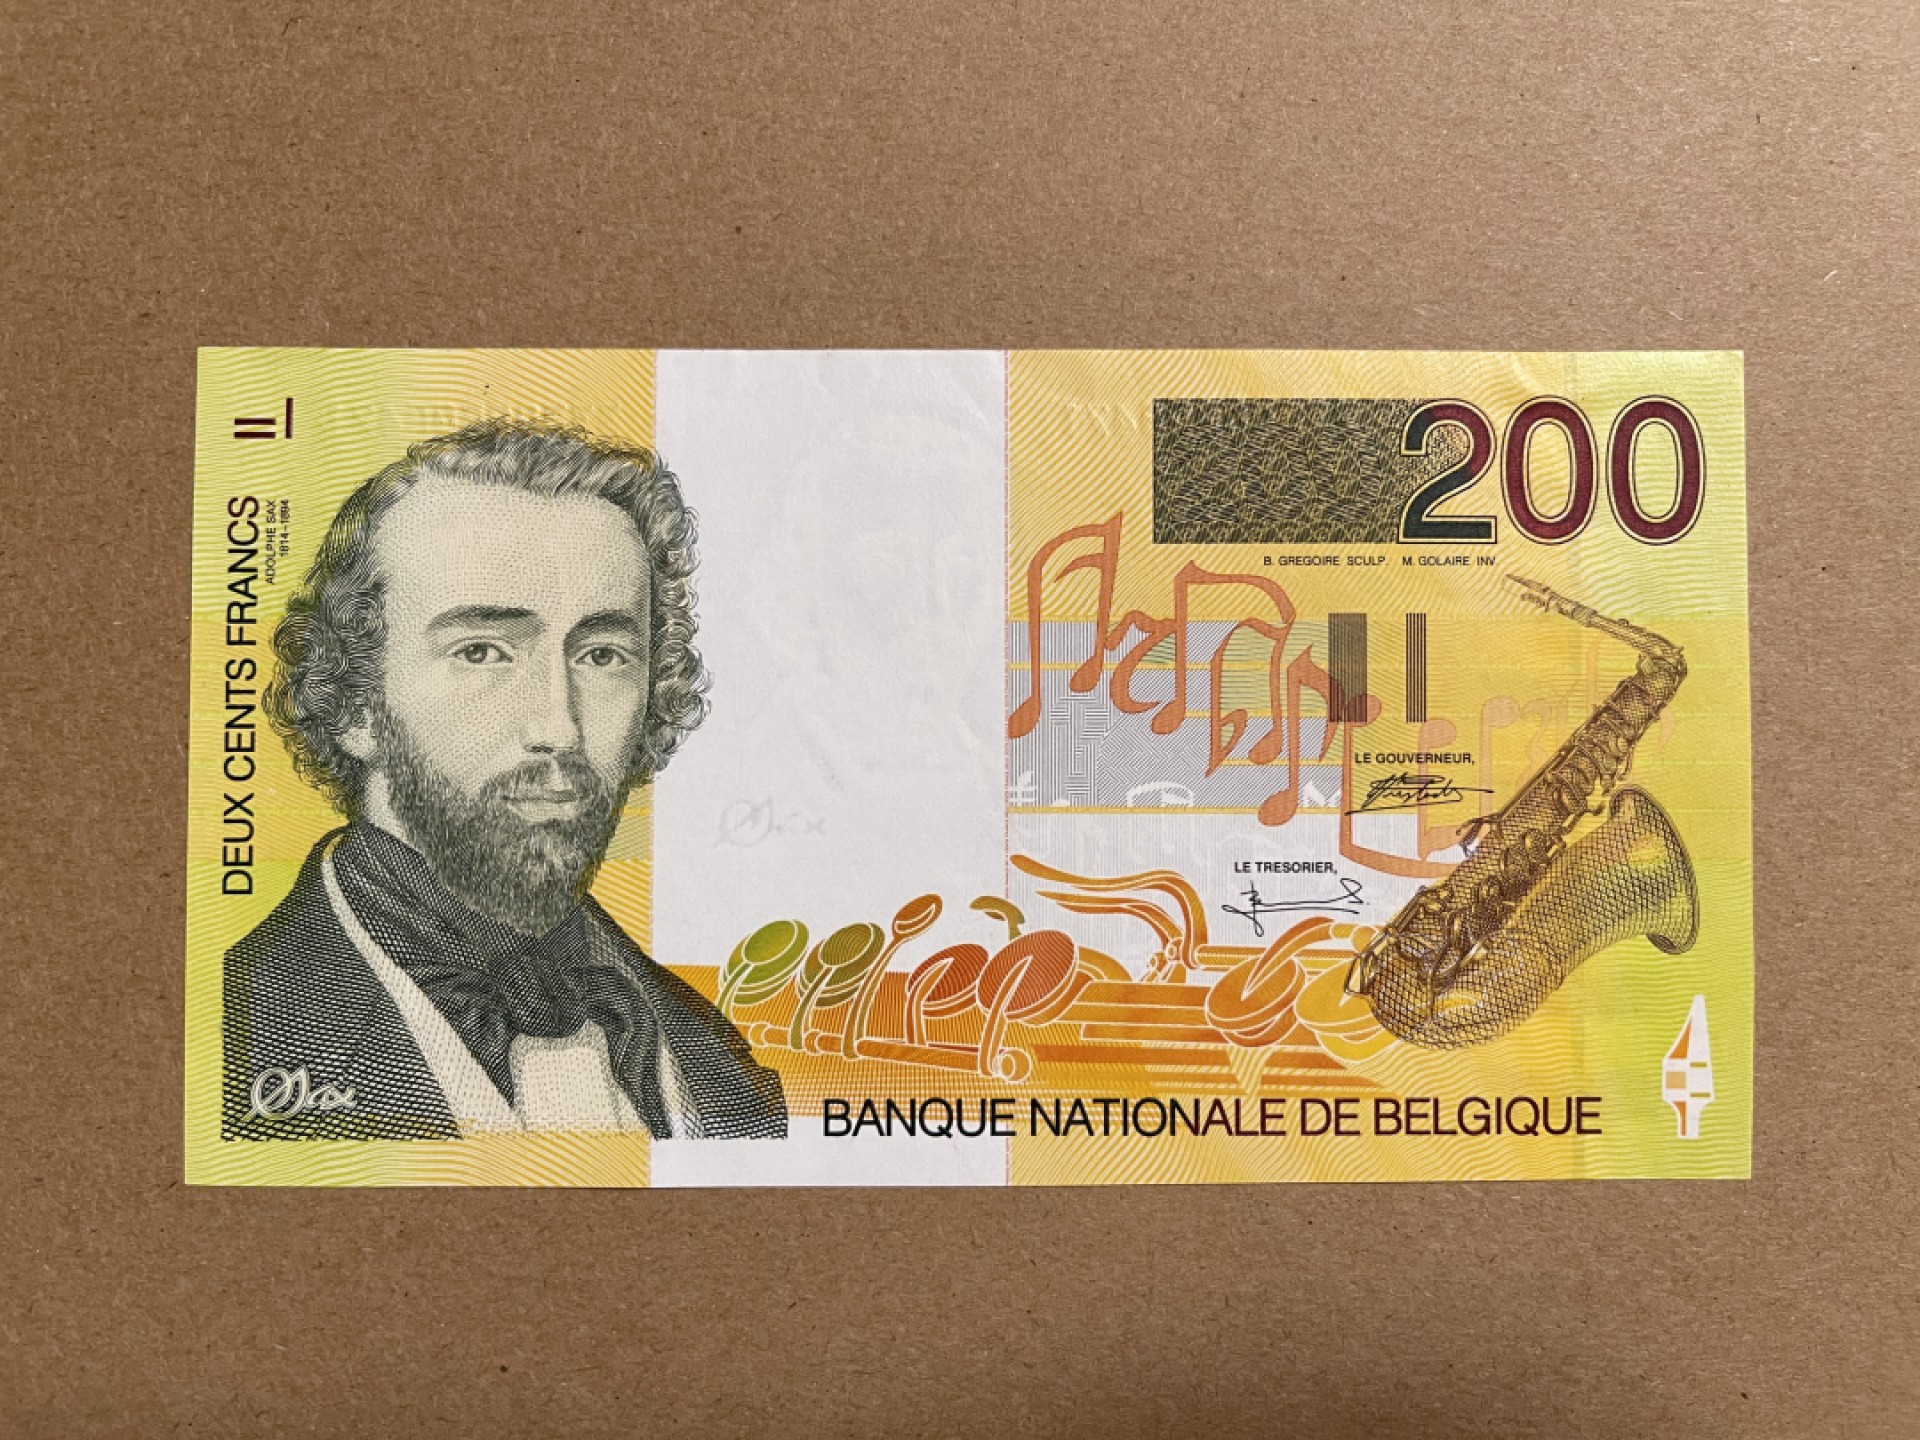 DEUX CENTS FRANCS
ADOLPHE SAX
1814-1894
200
B. GREGOIRE SCULP. M. GOLAIRE INV.
LE GOUVERNEUR,
LE TRESORIER,
Sax
BANQUE NATIONALE DE BELGIQUE